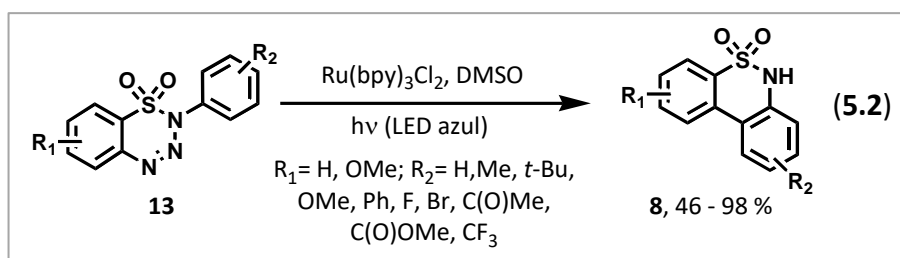 Ru(bpy)3Cl2, DMSO
hν (LED azul)
R1= H, OMe; R2= H,Me, t-Bu,
OMe, Ph, F, Br, C(O)Me,
C(O)OMe, CF3
O
O
S
N
N
N
R1
R2
13
O
O
S
NH
R1
R2
8, 46 - 98 %
(5.2)